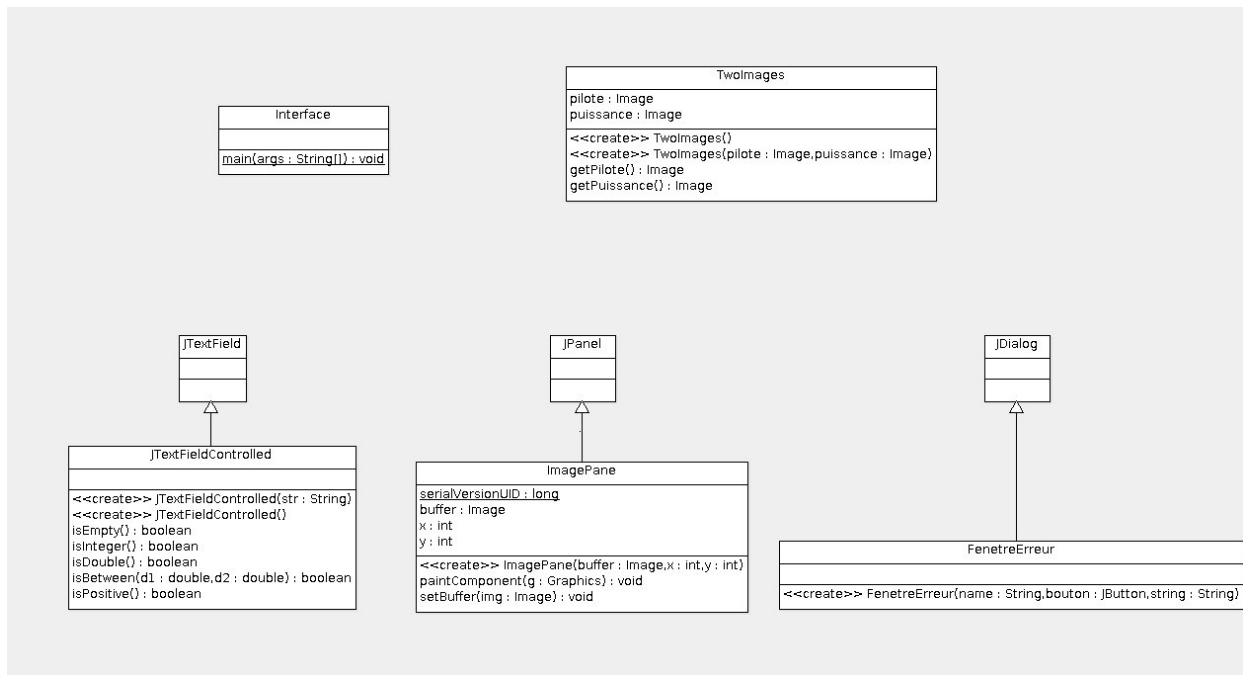 Interface
main(args : String[]) : void
TwoImages
pilote : Image
puissance : Image
<<create>> TwoImages()
<<create>> TwoImages(pilote : Image,puissance : Image)
getPilote() : Image
getPuissance() : Image
JTextField
JTextFieldControlled
<<create>> JTextFieldControlled(str : String)
<<create>> JTextFieldControlled()
isEmpty() : boolean
isInteger() : boolean
isDouble() : boolean
isBetween(d1 : double,d2 : double) : boolean
isPositive() : boolean
JPanel
ImagePane
serialVersionUID : long
buffer : Image
x : int
y : int
<<create>> ImagePane(buffer : Image,x : int,y : int)
paintComponent(g : Graphics) : void
setBuffer(img : Image) : void
JDialog
FenetreErreur
<<create>> FenetreErreur(name : String,bouton : JButton,string : String)